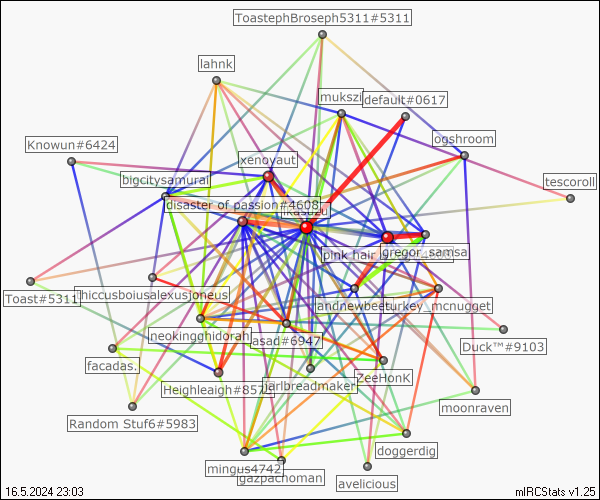 ToastephBroseph5311#5311
lahnk
mukszi
default#0617
ogshroom
Knowun#6424
xenoyaut
bigcitysamurai
tescoroll
disaster of passion#4608
ikasuzu
pink hair
gregor_samsa
Toast#5311
thiccusboiusalexusjoneus
andnewbee
turkey_mcnugget
neokingghidorah
asad#6947
Duck™#9103
facadas.
Heighleigh#857
jarlbreadmaker
ZeeHonK
moonraven
Random Stuf6#5983
doggerdig
mingus4742
gazpachoman
avelicious
16.5.2024 23:03
mIRCStats v1.25